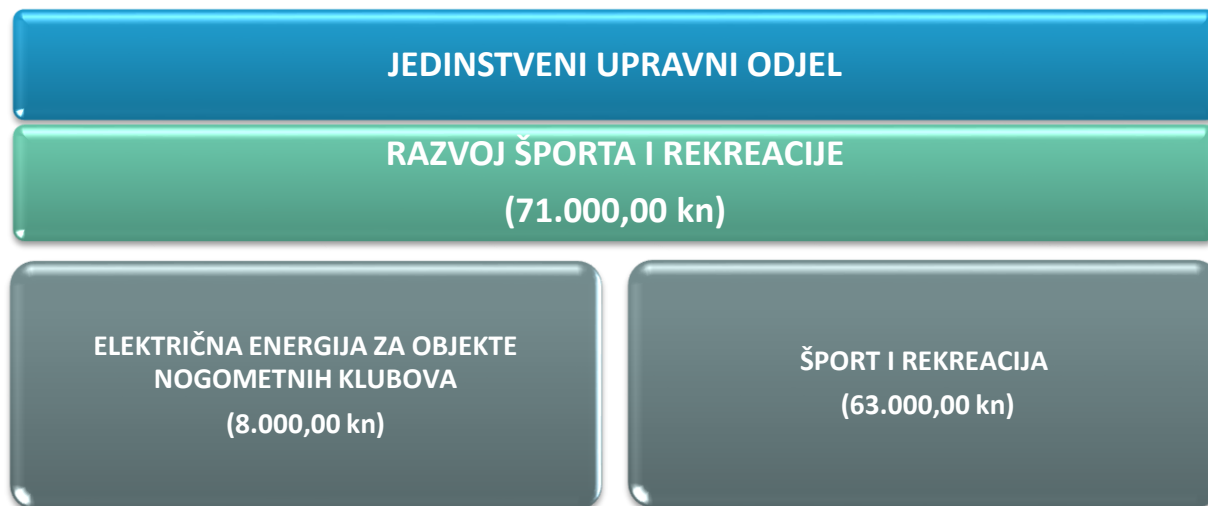 JEDINSTVENI UPRAVNI ODJEL
RAZVOJ ŠPORTA I REKREACIJE
(71.000,00 kn)
ELEKTRIČNA ENERGIJA ZA OBJEKTE
NOGOMETNIH KLUBOVA
(8.000,00 kn)
ŠPORT I REKREACIJA
(63.000,00 kn)